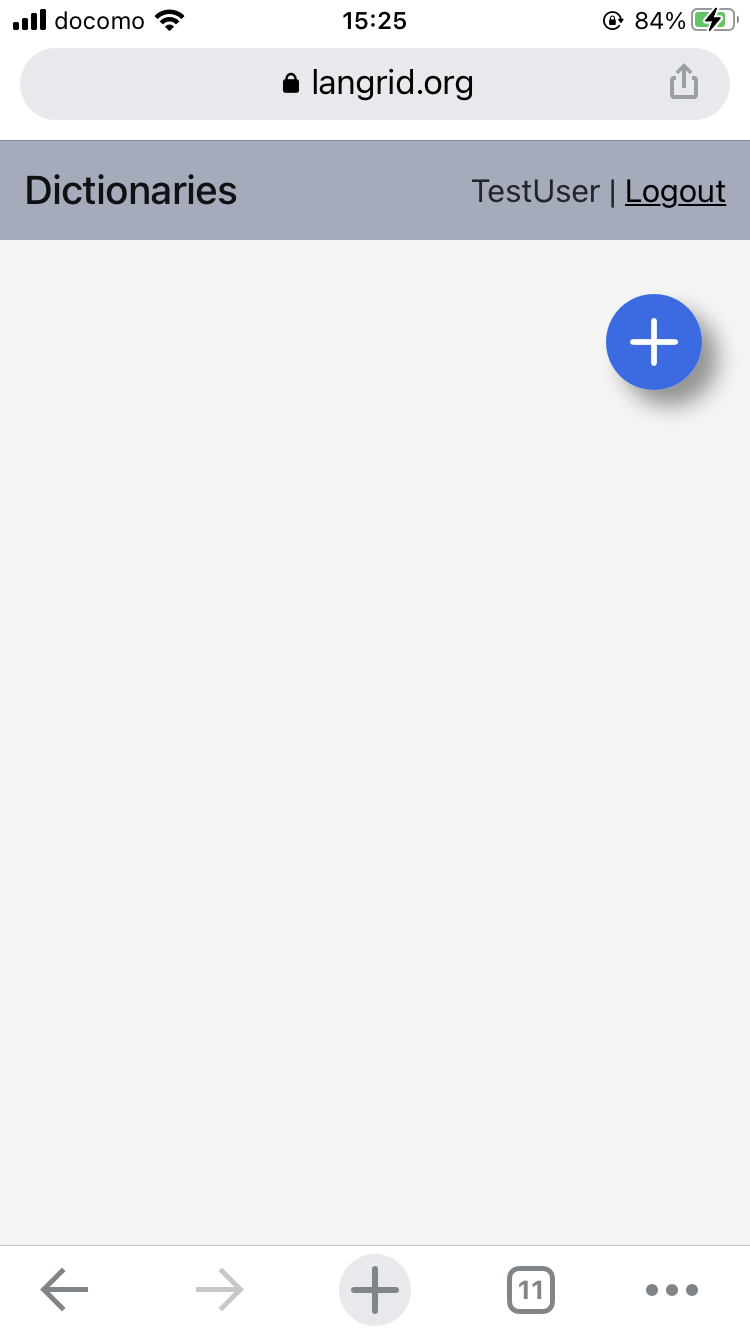 docomo 15:25 84%
langrid.org
Dictionaries TestUser | Logout
11